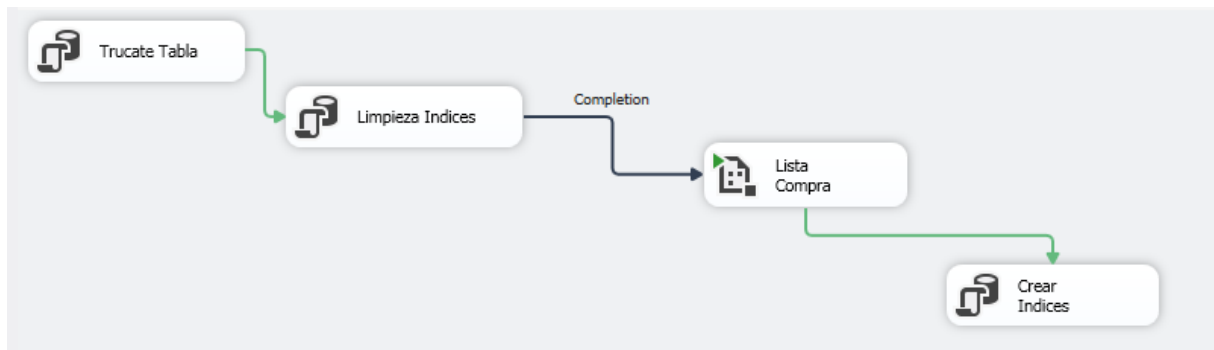 Trucate Tabla
Limpieza Indices
Completion
Lista
Compra
Crear
Indices